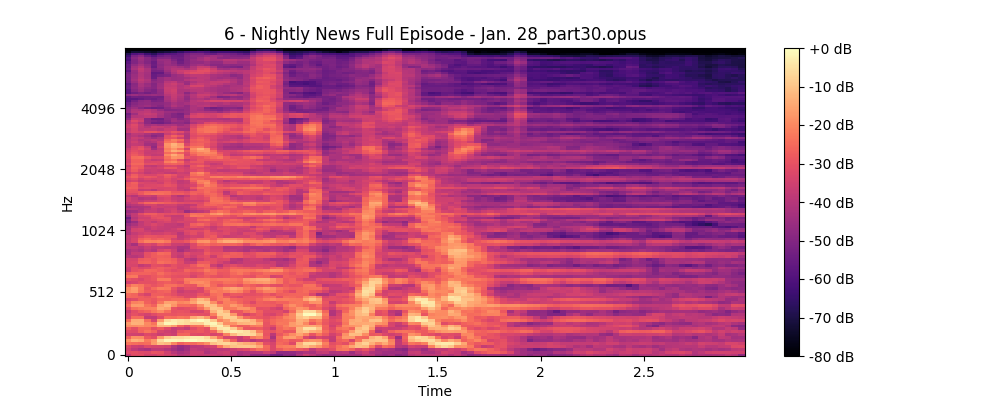 6 - Nightly News Full Episode - Jan. 28_part30.opus
4096
2048
1024
512
0
Hz
0 0.5 1 1.5 2 2.5
Time
+0 dB
-10 dB
-20 dB
-30 dB
-40 dB
-50 dB
-60 dB
-70 dB
-80 dB